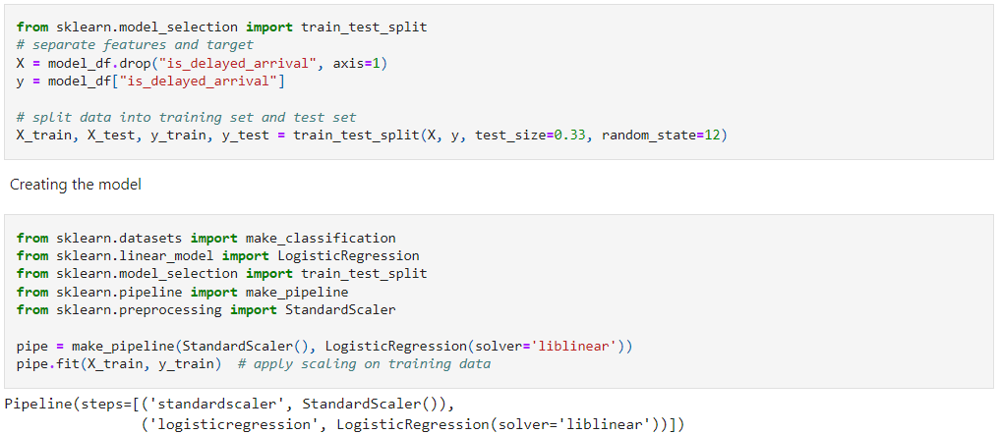 from sklearn.model_selection import train_test_split
# separate features and target
X = model_df.drop("is_delayed_arrival", axis=1)
y = model_df["is_delayed_arrival"]
# split data into training set and test set
X_train, X_test, y_train, y_test = train_test_split(X, y, test_size=0.33, random_state=12)
Creating the model
from sklearn.datasets import make_classification
from sklearn.linear_model import LogisticRegression
from sklearn.model_selection import train_test_split
from sklearn.pipeline import make_pipeline
from sklearn.preprocessing import StandardScaler
pipe = make_pipeline(StandardScaler(), LogisticRegression(solver='liblinear'))
pipe.fit(X_train, y_train)  # apply scaling on training data
Pipeline(steps=[('standardscaler', StandardScaler()),
                ('logisticregression', LogisticRegression(solver='liblinear'))])